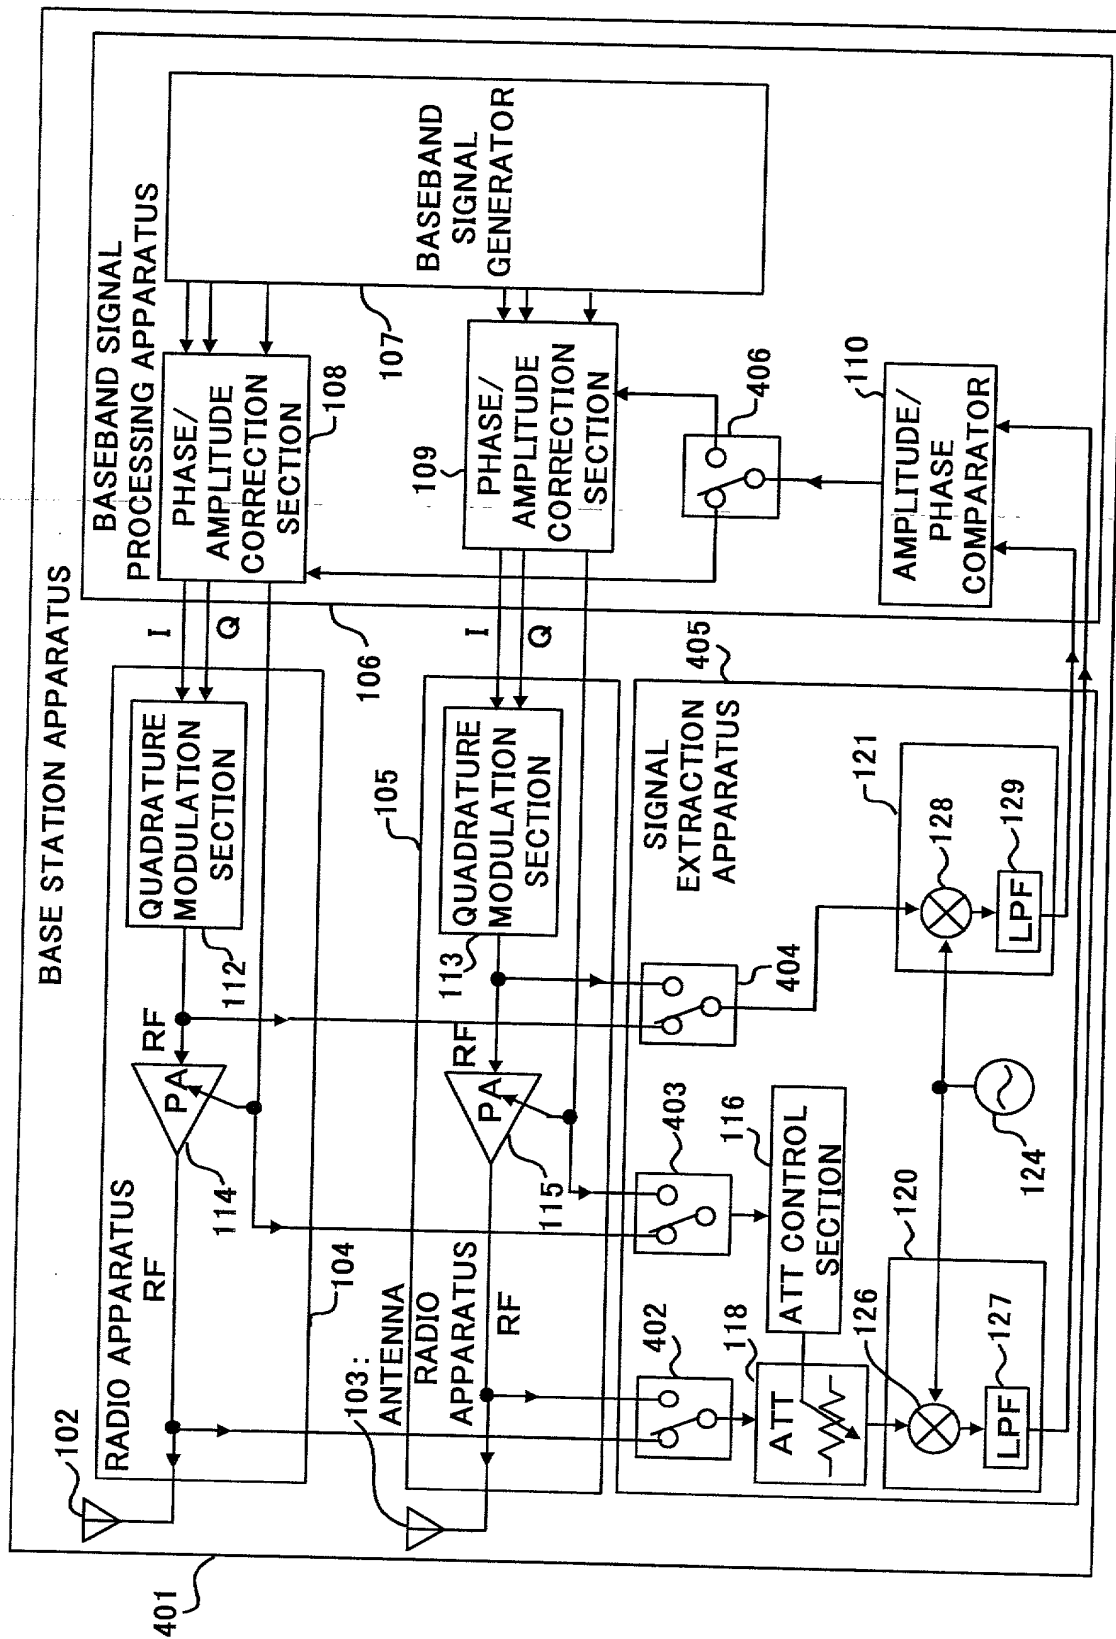 BASE STATION APPARATUS
401
102
RADIO APPARATUS
104
RF
114
PA
RF
112
QUADRATURE
MODULATION
SECTION
I
Q
106
BASEBAND SIGNAL
PROCESSING APPARATUS
PHASE/
AMPLITUDE
CORRECTION
SECTION
108
107
BASEBAND
SIGNAL
GENERATOR
103:
ANTENNA
RADIO
APPARATUS
RF
115
PA
RF
113
105
QUADRATURE
MODULATION
SECTION
I
Q
109
PHASE/
AMPLITUDE
CORRECTION
SECTION
406
402
403
404
SIGNAL
EXTRACTION
APPARATUS
405
118
ATT
116
ATT CONTROL
SECTION
126
120
127
LPF
124
121
128
129
LPF
110
AMPLITUDE/
PHASE
COMPARATOR